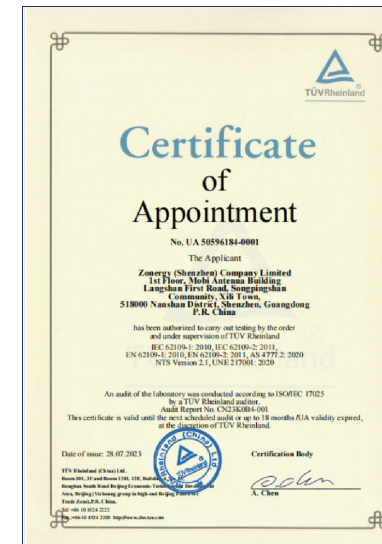 TÜVRheinland
Certificate
of
Appointment
No. UA 50596184-0001
The Applicant
Zonergy (Shenzhen) Company Limited
1st Floor, Mobi Antenna Building
Langshan First Road, Songpingshan
Community, Xili Town,
518000 Nanshan District, Shenzhen, Guangdong
P.R. China
has been authorized to carry out testing by the order
and under supervision of TÜV Rheinland
IEC 62109-1: 2010, IEC 62109-2: 2011,
EN 62109-1: 2010, EN 62109-2: 2011, AS 4777.2: 2020
NTS Version 2.1, UNE 217001: 2020
An audit of the laboratory was conducted according to ISO/IEC 17025
by a TÜV Rheinland auditor,
Audit Report No. CN23K0I84-001
This certificate is valid until the next scheduled audit or up to 18 months /UA validity expired,
at the discretion of TÜV Rheinland.
Date of issue: 28.07.2023
Certification Body
TÜV Rheinland (China) Ltd.
A. Chen